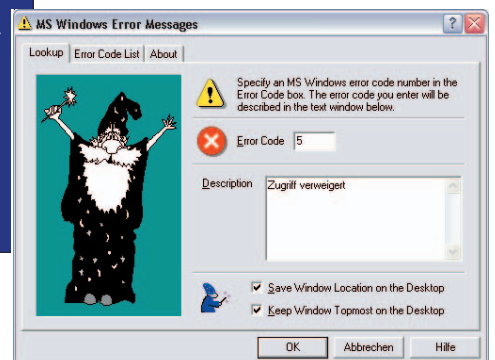 MS Windows Error Messages
Lookup
Error Code List
About
Specify an MS Windows error code number in the
Error Code box. The error code you enter will be
described in the text window below.
Error Code 5
Description
Zugriff verweigert
Save Window Location on the Desktop
Keep Window Topmost on the Desktop
OK
Abbrechen
Hilfe